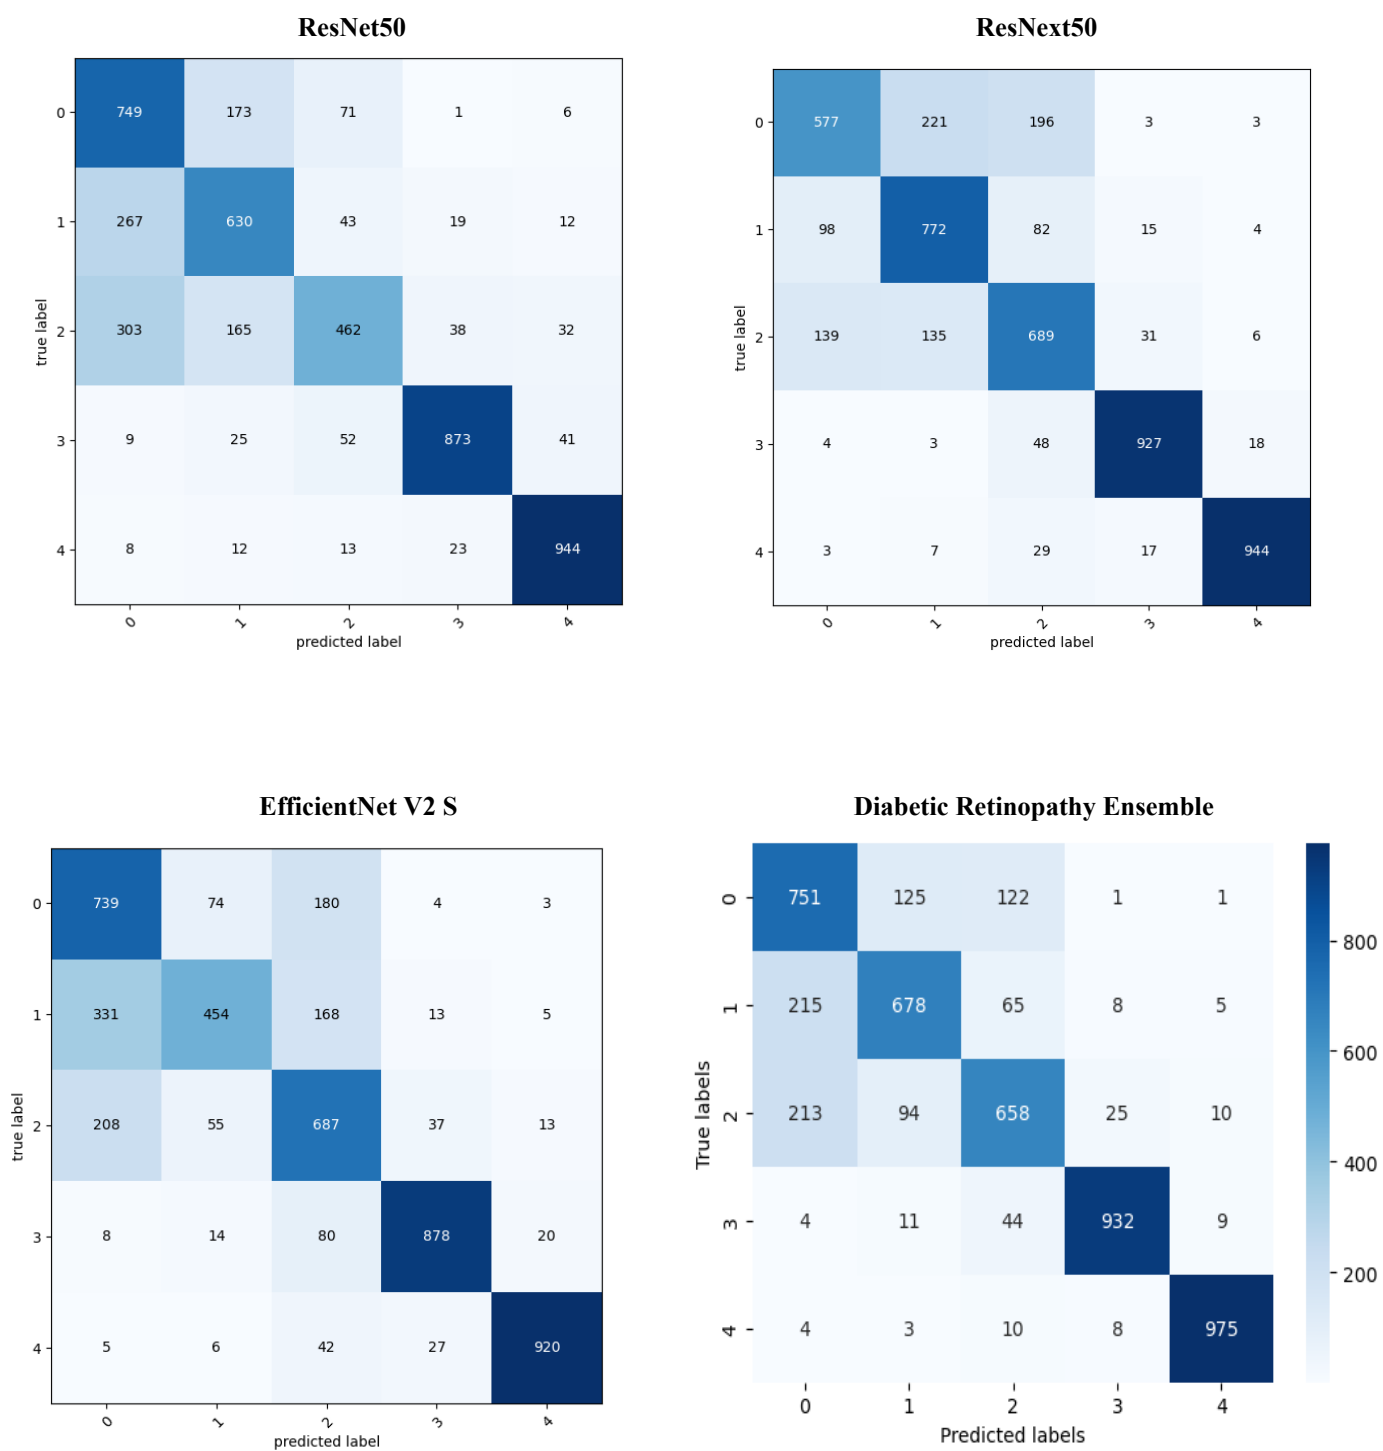 ResNet50
0 749 173 71 1 6
1 267 630 43 19 12
2 303 165 462 38 32
3 9 25 52 873 41
4 8 12 13 23 944
true label
0 1 2 3 4
predicted label
ResNext50
0 577 221 196 3 3
1 98 772 82 15 4
2 139 135 689 31 6
3 4 3 48 927 18
4 3 7 29 17 944
true label
0 1 2 3 4
predicted label
EfficientNet V2 S
0 739 74 180 4 3
1 331 454 168 13 5
2 208 55 687 37 13
3 8 14 80 878 20
4 5 6 42 27 920
true label
0 1 2 3 4
predicted label
Diabetic Retinopathy Ensemble
0 751 125 122 1 1
1 215 678 65 8 5
2 213 94 658 25 10
3 4 11 44 932 9
4 4 3 10 8 975
True labels
0 1 2 3 4
Predicted labels
800
600
400
200